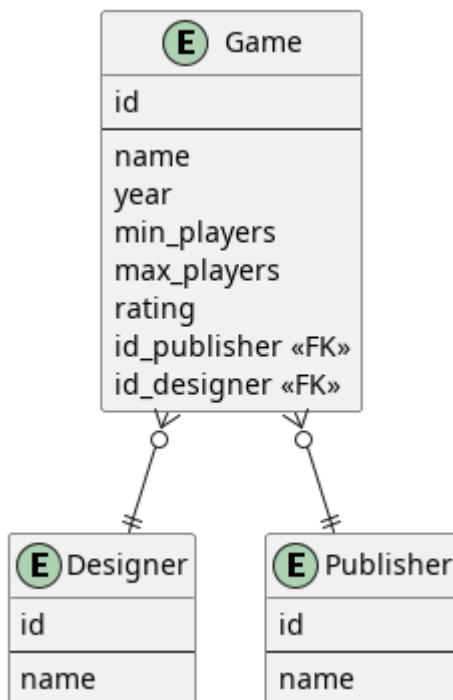 E Game
id
name
year
min_players
max_players
rating
id_publisher «FK»
id_designer «FK»
E Designer
id
name
E Publisher
id
name